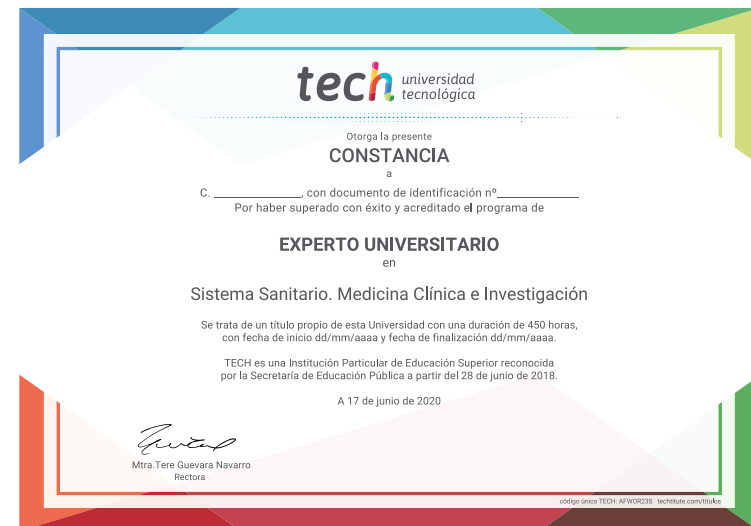 tech universidad
tecnológica
Otorga la presente
CONSTANCIA
a
C. ______________, con documento de identificación nº_____________
Por haber superado con éxito y acreditado el programa de
EXPERTO UNIVERSITARIO
en
Sistema Sanitario. Medicina Clínica e Investigación
Se trata de un título propio de esta Universidad con una duración de 450 horas,
con fecha de inicio dd/mm/aaaa y fecha de finalización dd/mm/aaaa.
TECH es una Institución Particular de Educación Superior reconocida
por la Secretaría de Educación Pública a partir del 28 de junio de 2018.
A 17 de junio de 2020
Mtra.Tere Guevara Navarro
Rectora
código único TECH: AFWOR23S techtitute.com/titulos